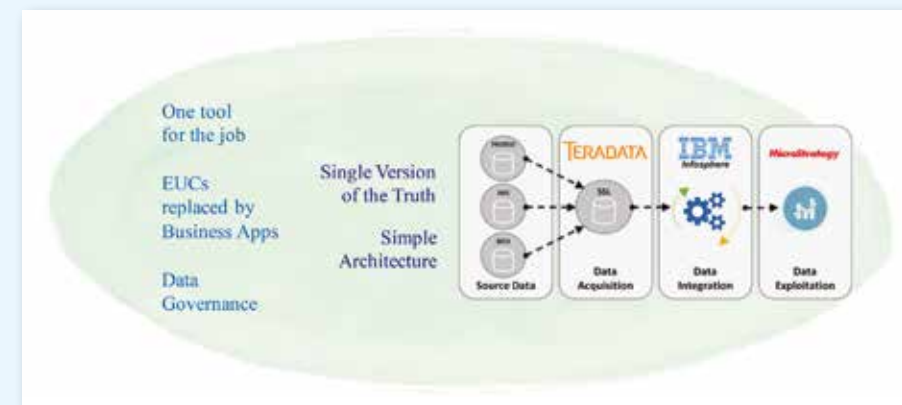 One tool
for the job
EUCs
replaced by
Business Apps
Data
Governance
Single Version
of the Truth
Simple
Architecture
Source Data
TERADATA
SSL
Data
Acquisition
IBM
Infosphere
Data
Integration
MicroStrategy
Data
Exploitation